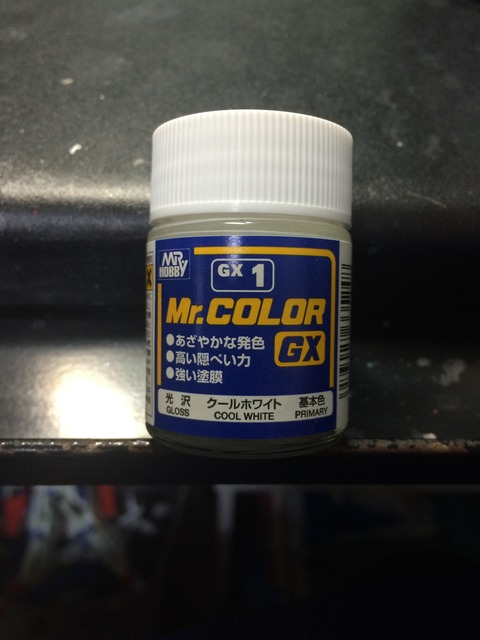 MR.
HOBBY
GX 1
Mr.COLOR
GX
●あざやかな発色
●高い隠ぺい力
●強い塗膜
光沢 クールホワイト 基本色
GLOSS COOL WHITE PRIMARY
X